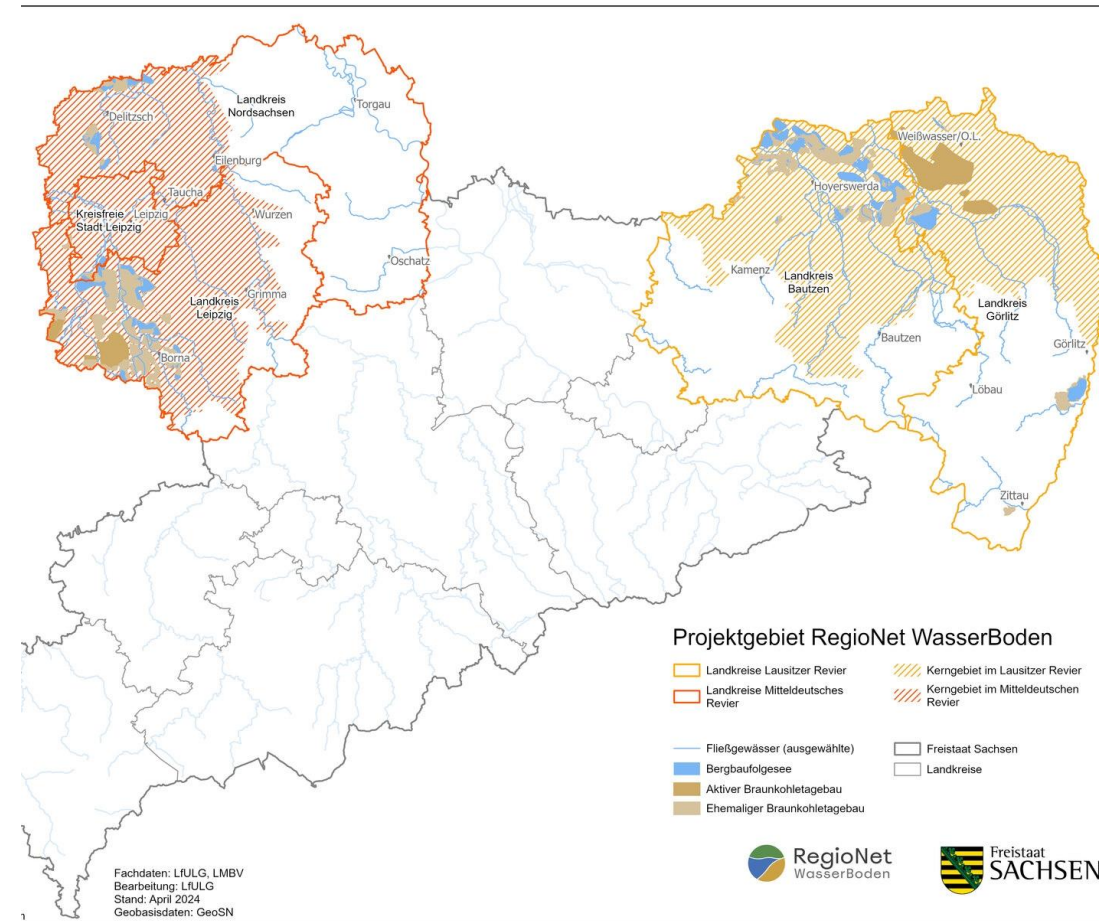 Landkreis
Nordsachsen
Torgau
Delitzsch
Eilenburg
Taucha
Kreisfreie
Stadt Leipzig
Leipzig
Wurzen
Oschatz
Landkreis
Leipzig
Grimma
Borna
Weißwasser/O.L.
Hoyerswerda
Kamenz
Landkreis
Bautzen
Bautzen
Landkreis
Görlitz
Görlitz
Löbau
Zittau
Projektgebiet RegioNet WasserBoden
Landkreise Lausitzer Revier
Landkreise Mitteldeutsches
Revier
Kerngebiet im Lausitzer Revier
Kerngebiet im Mitteldeutschen
Revier
Fließgewässer (ausgewählte)
Bergbaufolgesee
Aktiver Braunkohletagebau
Ehemaliger Braunkohletagebau
Freistaat Sachsen
Landkreise
RegioNet
WasserBoden
Freistaat
SACHSEN
Fachdaten: LfULG, LMBV
Bearbeitung: LfULG
Stand: April 2024
Geobasisdaten: GeoSN